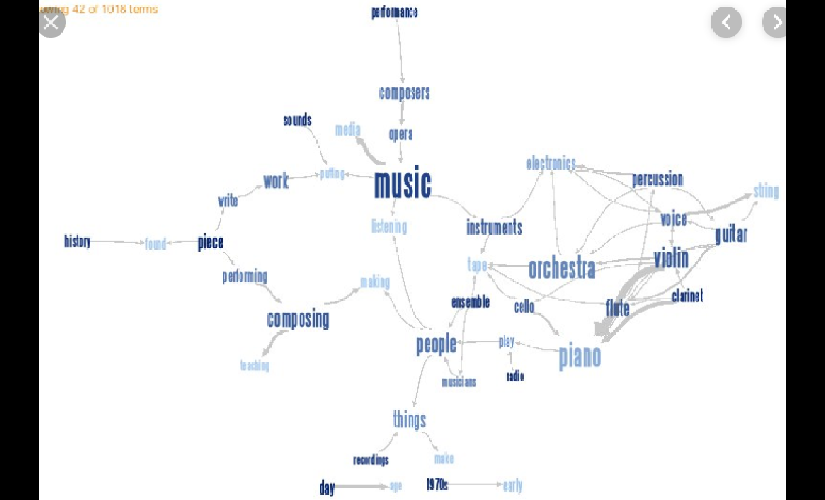 wing 42 of 1018 terms
performance
composers
sounds
media
opera
electronics
percussion
work
putting
music
string
write
voice
listening
instruments
guitar
history
found
piece
violin
tape
orchestra
performing
making
ensemble
cello
flute
clarinet
composing
people
play
piano
teaching
musicians
radio
things
recordings
make
day
age
1970s
early